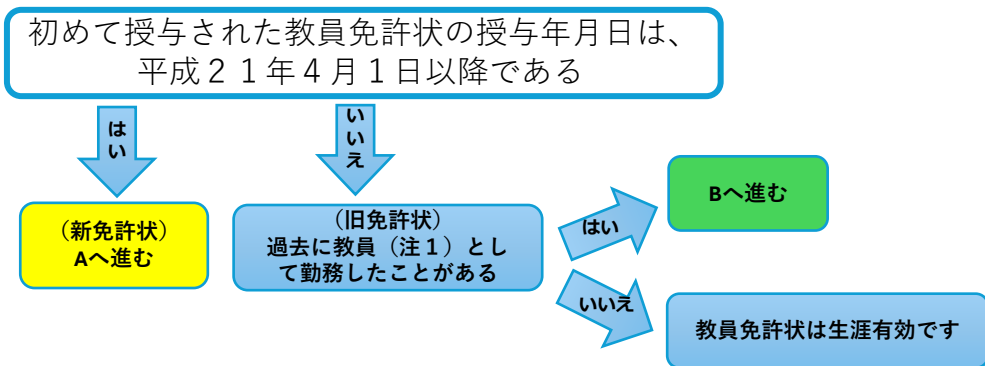 初めて授与された教員免許状の授与年月日は、
平成２１年４月１日以降である
はい
いいえ
（新免許状）
Aへ進む
（旧免許状）
過去に教員（注１）とし
て勤務したことがある
はい
Bへ進む
いいえ
教員免許状は生涯有効です